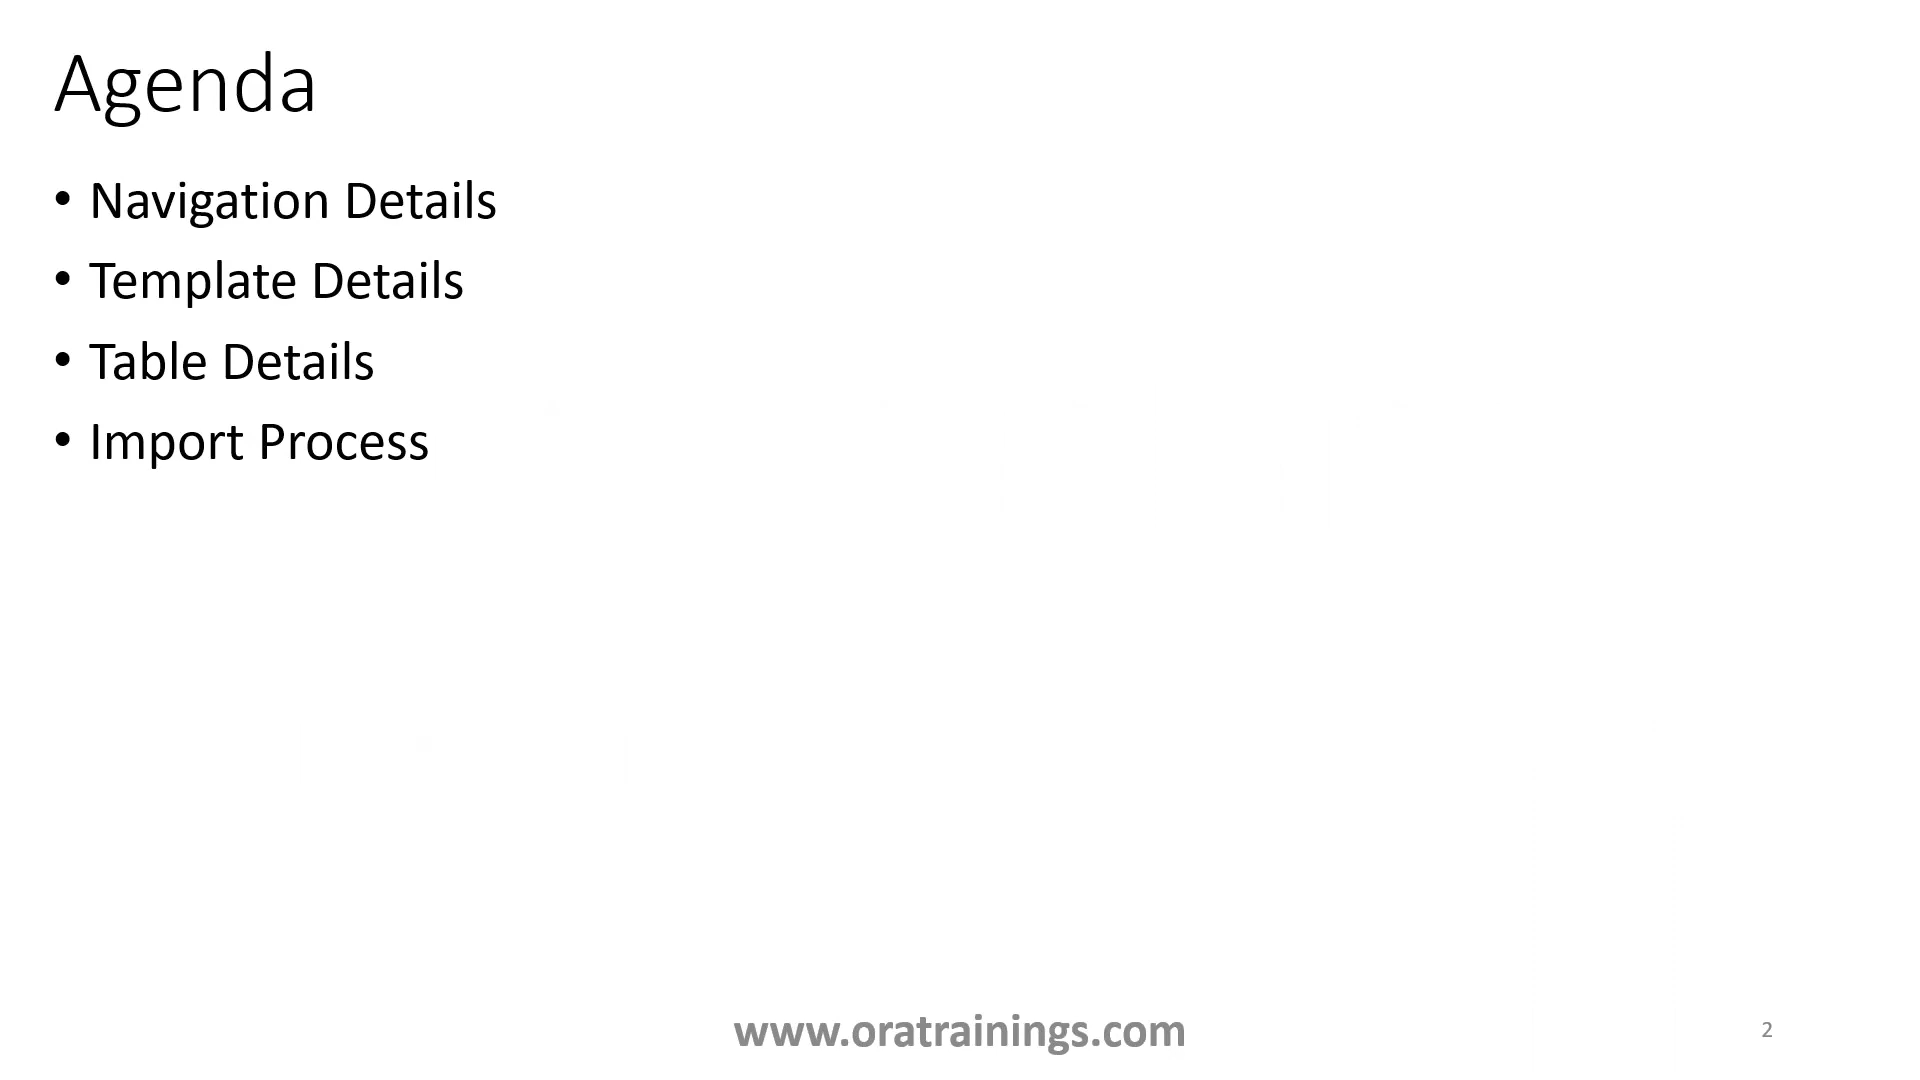 Agenda
• Navigation Details
• Template Details
• Table Details
• Import Process
www.oratrainings.com
2